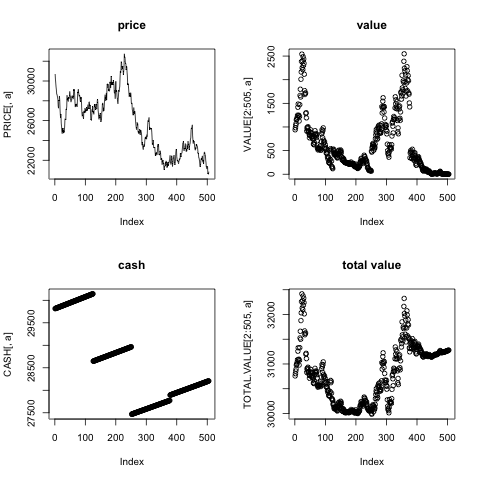 price
PRICE[, a]
22000 26000 30000
0 100 200 300 400 500
Index
value
VALUE[2:505, a]
0 500 1500 2500
0 100 200 300 400 500
Index
cash
CASH[, a]
27500 28500 29500
0 100 200 300 400 500
Index
total value
TOTAL.VALUE[2:505, a]
30000 31000 32000
0 100 200 300 400 500
Index